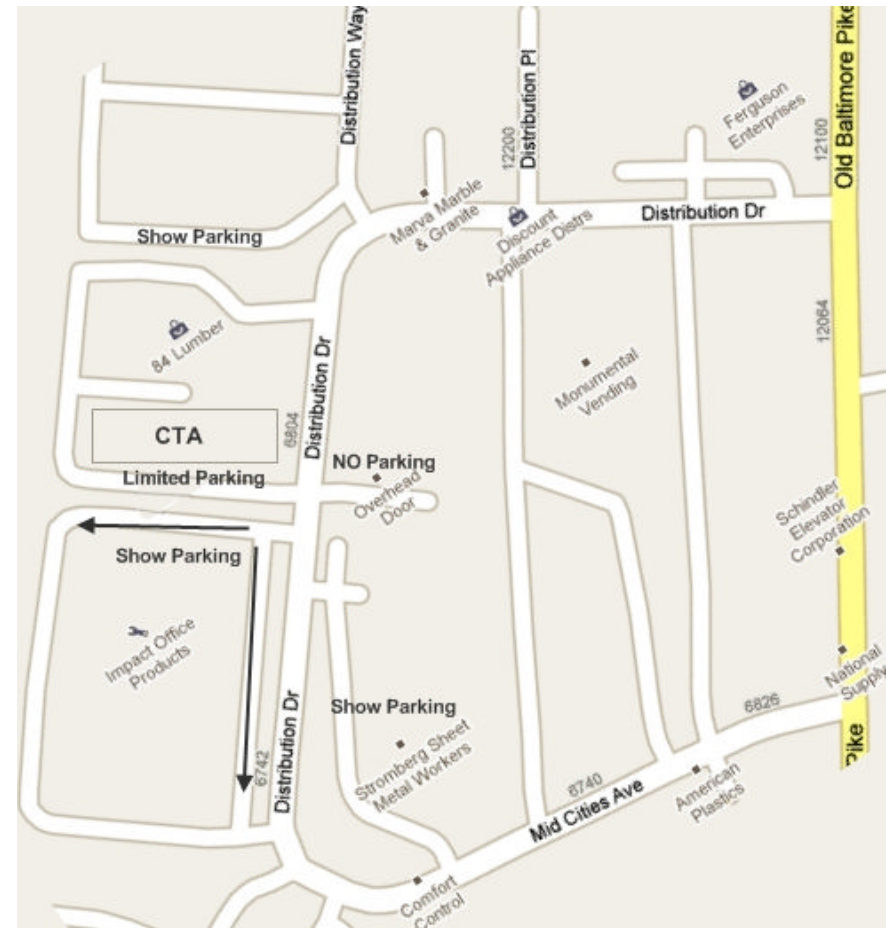 Distribution Way
Distribution Pl
12200
Ferguson
Enterprises
12100
Old Baltimore Pike
Marva Marble
& Granite
Discount
Appliance Distrs
Distribution Dr
Show Parking
84 Lumber
Distribution Dr
6804
12064
Monumental
Vending
CTA
NO Parking
Limited Parking
Overhead
Door
Schindler
Elevator
Corporation
Show Parking
Impact Office
Products
National
Supply
6826
Show Parking
Distribution Dr
6742
Stromberg Sheet
Metal Workers
6740
Mid Cities Ave
American
Plastics
Pike
Comfort
Control